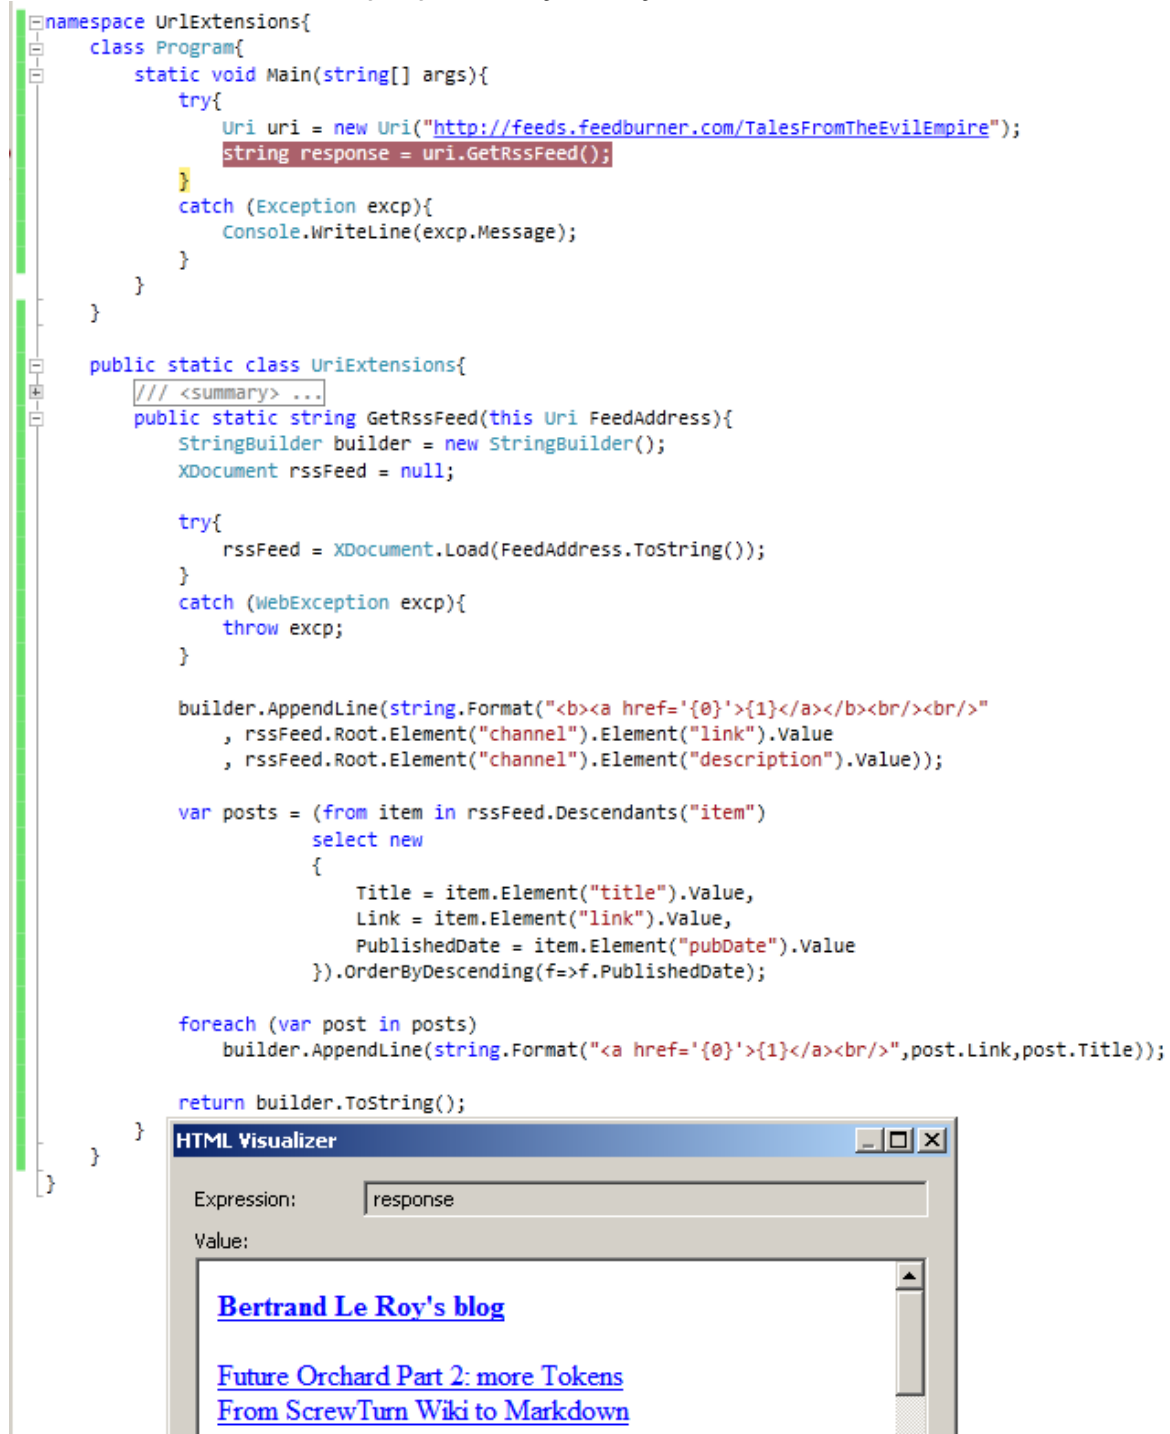 namespace UrlExtensions{
class Program{
static void Main(string[] args){
try{
Uri uri = new Uri("http://feeds.feedburner.com/TalesFromTheEvilEmpire");
string response = uri.GetRssFeed();
}
catch (Exception excp){
Console.WriteLine(excp.Message);
}
}
}
public static class UriExtensions{
/// <summary> ...
public static string GetRssFeed(this Uri FeedAddress){
StringBuilder builder = new StringBuilder();
XDocument rssFeed = null;
try{
rssFeed = XDocument.Load(FeedAddress.ToString());
}
catch (WebException excp){
throw excp;
}
builder.AppendLine(string.Format("<b><a href='{0}'>{1}</a></b><br/><br/>"
, rssFeed.Root.Element("channel").Element("link").Value
, rssFeed.Root.Element("channel").Element("description").Value));
var posts = (from item in rssFeed.Descendants("item")
select new
{
Title = item.Element("title").Value,
Link = item.Element("link").Value,
PublishedDate = item.Element("pubDate").Value
}).OrderByDescending(f=>f.PublishedDate);
foreach (var post in posts)
builder.AppendLine(string.Format("<a href='{0}'>{1}</a><br/>",post.Link,post.Title));
return builder.ToString();
}
}
}
HTML Visualizer
Expression: response
Value:
Bertrand Le Roy's blog
Future Orchard Part 2: more Tokens
From ScrewTurn Wiki to Markdown